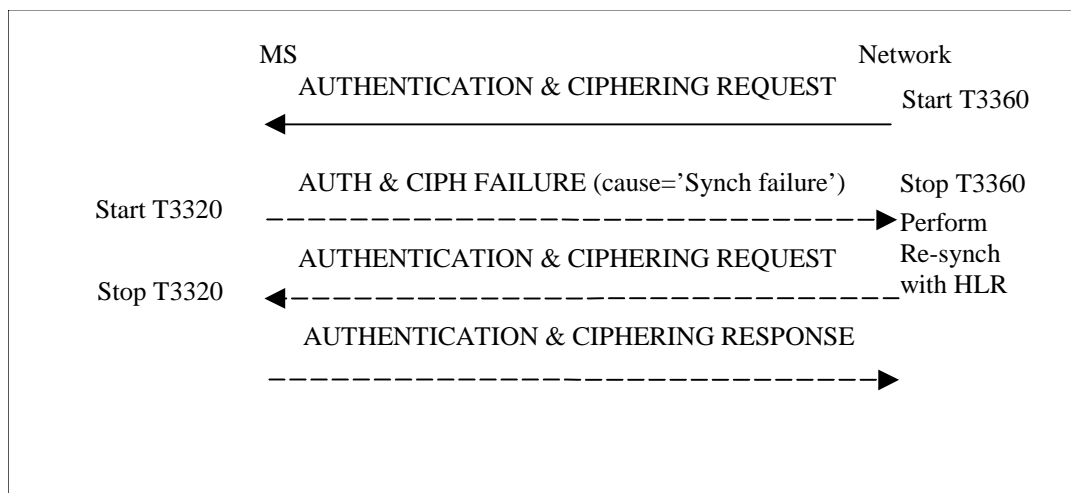 MS
Network
AUTHENTICATION & CIPHERING REQUEST
Start T3360
AUTH & CIPH FAILURE (cause='Synch failure')
Stop T3360
Start T3320
Perform
Re-synch
with HLR
AUTHENTICATION & CIPHERING REQUEST
Stop T3320
AUTHENTICATION & CIPHERING RESPONSE